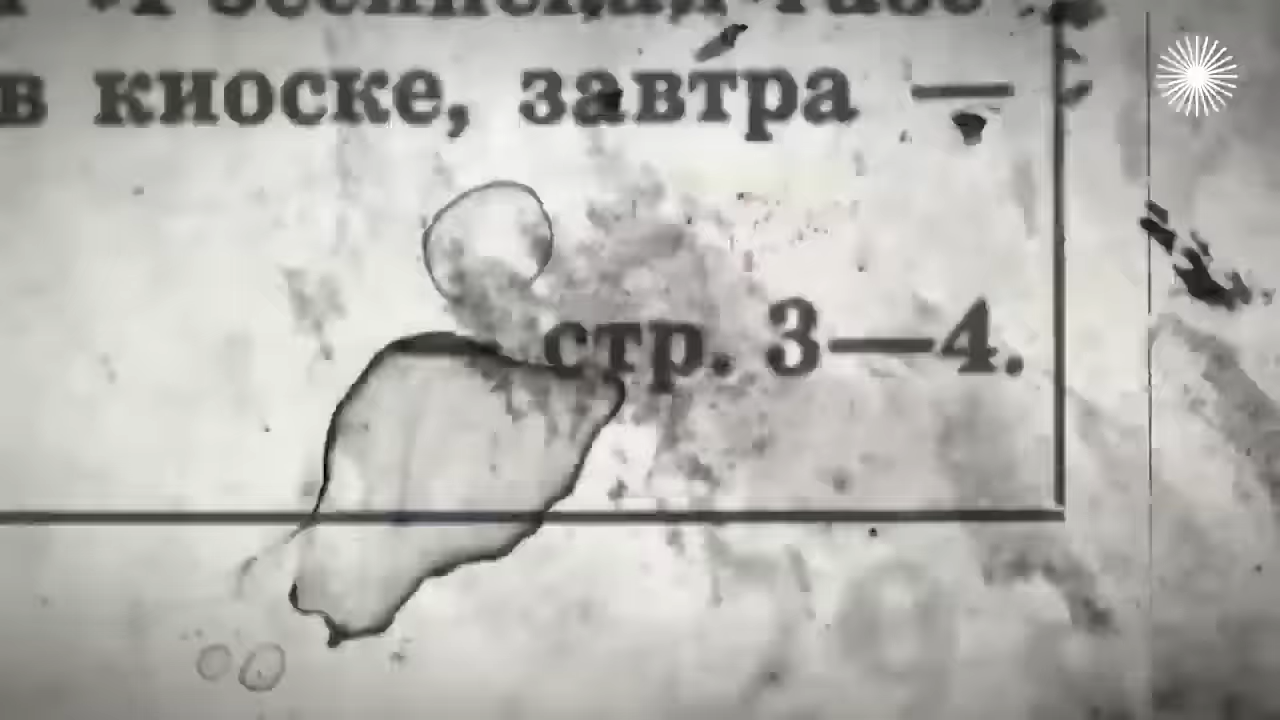 в киоске, завтра —
стр. 3—4.